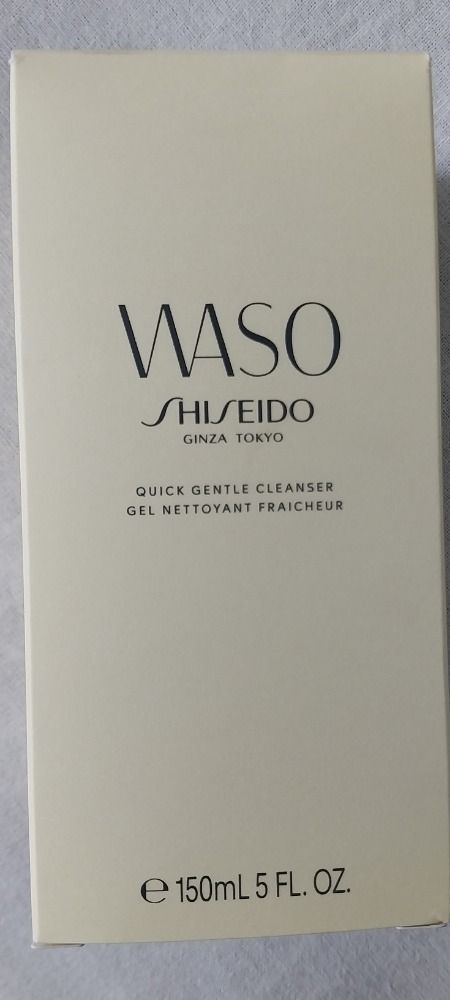 WASO
SHISEIDO
GINZA TOKYO
QUICK GENTLE CLEANSER
GEL NETTOYANT FRAICHEUR
℮ 150mL 5 FL. OZ.